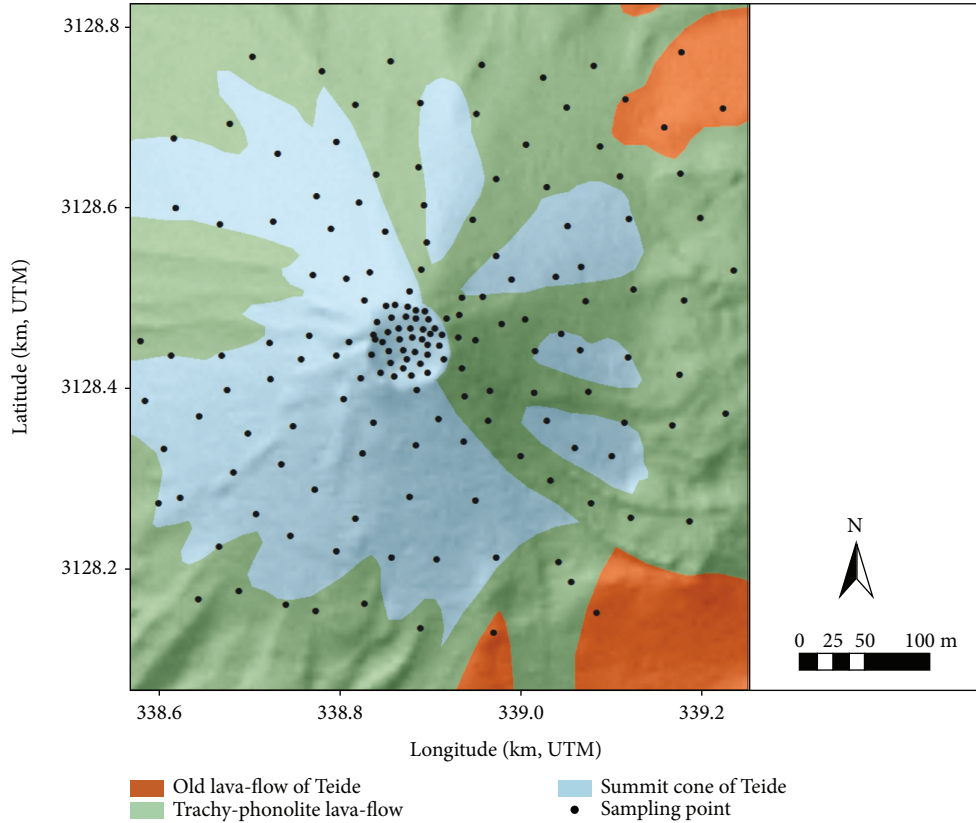 3128.8
3128.6
3128.4
3128.2
Latitude (km, UTM)
338.6 338.8 339.0 339.2
Longitude (km, UTM)
N
0 25 50 100 m
Old lava-flow of Teide
Trachy-phonolite lava-flow
Summit cone of Teide
Sampling point